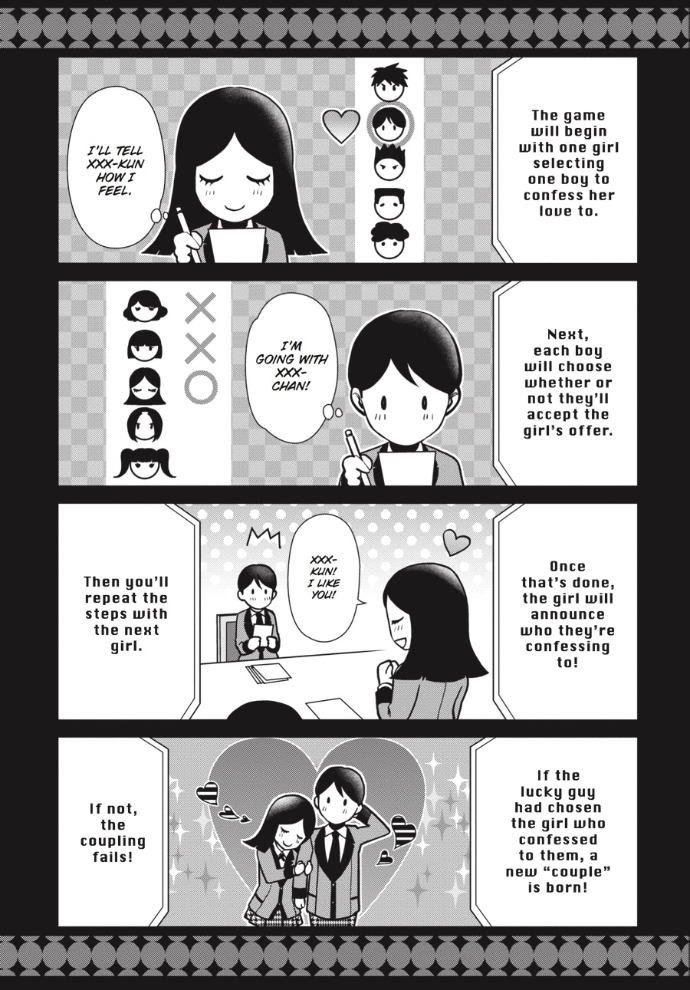 The game
will begin
with one girl
selecting
one boy to
confess her
love to.
I'LL TELL
XXX-KUN
HOW I
FEEL.
Next,
each boy
will choose
whether or
not they'll
accept the
girl's offer.
I'M
GOING WITH
XXX-
CHAN!
Once
that's done,
the girl will
announce
who they're
confessing
to!
XXX-
KUN!
I LIKE
YOU!
Then you'll
repeat the
steps with
the next
girl.
If the
lucky guy
had chosen
the girl who
confessed
to them, a
new "couple"
is born!
If not,
the
coupling
fails!